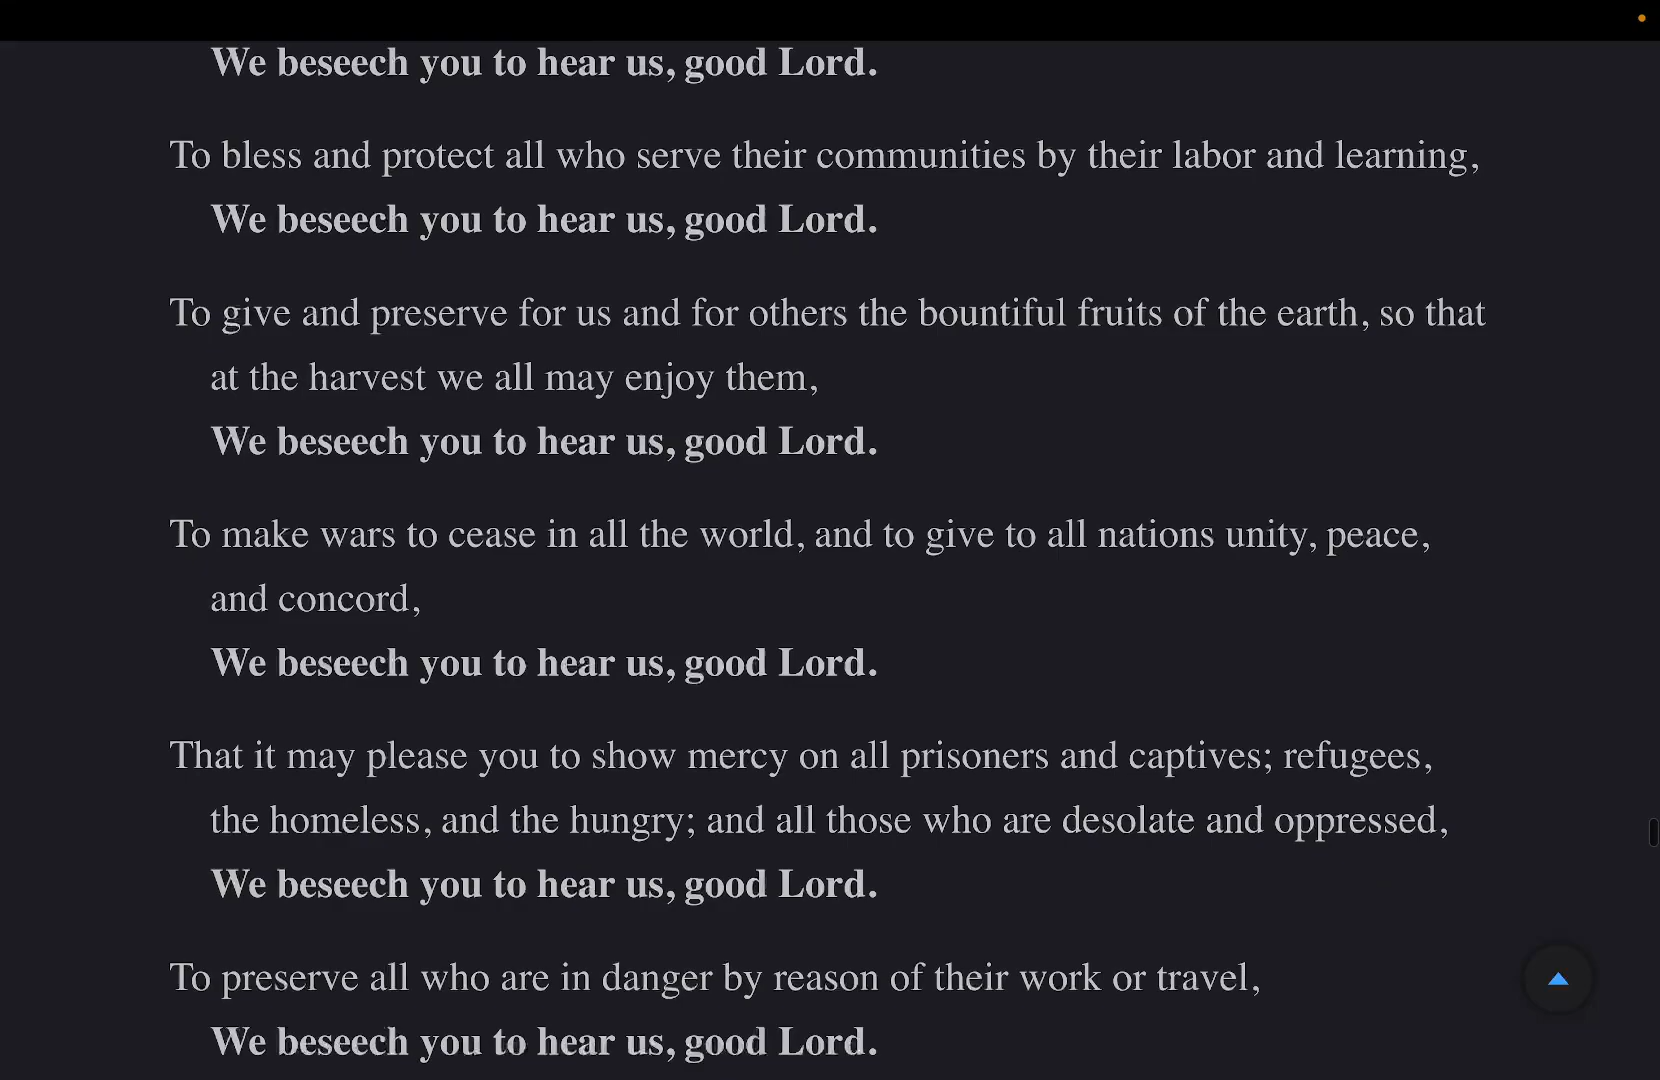 We beseech you to hear us, good Lord.
To bless and protect all who serve their communities by their labor and learning,
We beseech you to hear us, good Lord.
To give and preserve for us and for others the bountiful fruits of the earth, so that
at the harvest we all may enjoy them,
We beseech you to hear us, good Lord.
To make wars to cease in all the world, and to give to all nations unity, peace,
and concord,
We beseech you to hear us, good Lord.
That it may please you to show mercy on all prisoners and captives; refugees,
the homeless, and the hungry; and all those who are desolate and oppressed,
We beseech you to hear us, good Lord.
To preserve all who are in danger by reason of their work or travel,
We beseech you to hear us, good Lord.